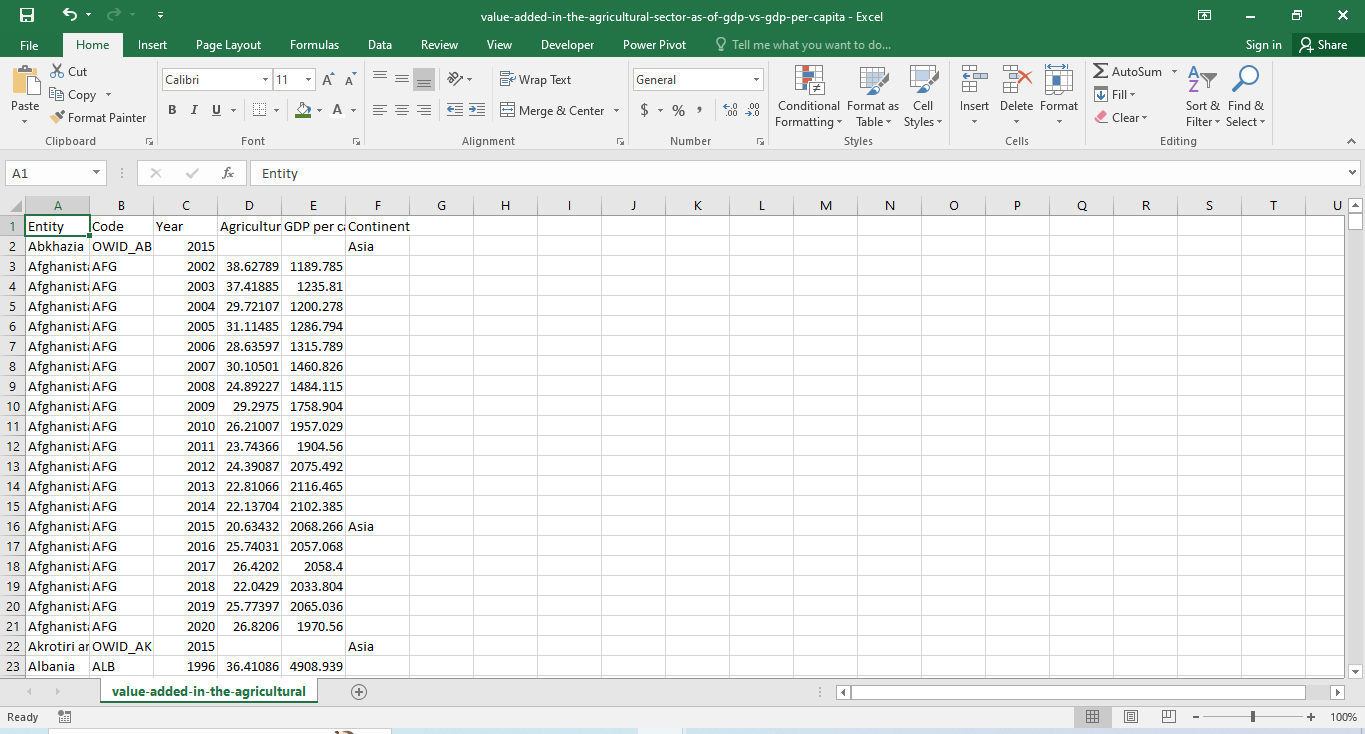 value-added-in-the-agricultural-sector-as-of-gdp-vs-gdp-per-capita - Excel
File Home Insert Page Layout Formulas Data Review View Developer Power Pivot Tell me what you want to do... Sign in Share
Cut
Copy
Format Painter
Paste
Clipboard
Calibri 11 A A
B I U A
Font
Wrap Text
Merge & Center
Alignment
General
$ % , .0 .00 .00 .0
Number
Conditional Formatting
Format as Table
Cell Styles
Styles
Insert Delete Format
Cells
AutoSum
Fill
Clear
Sort & Filter
Find & Select
Editing
A1 fx Entity
A B C D E F G H I J K L M N O P Q R S T U
1 Entity Code Year Agricultur GDP per ca Continent
2 Abkhazia OWID_AB 2015 Asia
3 Afghanista AFG 2002 38.62789 1189.785
4 Afghanista AFG 2003 37.41885 1235.81
5 Afghanista AFG 2004 29.72107 1200.278
6 Afghanista AFG 2005 31.11485 1286.794
7 Afghanista AFG 2006 28.63597 1315.789
8 Afghanista AFG 2007 30.10501 1460.826
9 Afghanista AFG 2008 24.89227 1484.115
10 Afghanista AFG 2009 29.2975 1758.904
11 Afghanista AFG 2010 26.21007 1957.029
12 Afghanista AFG 2011 23.74366 1904.56
13 Afghanista AFG 2012 24.39087 2075.492
14 Afghanista AFG 2013 22.81066 2116.465
15 Afghanista AFG 2014 22.13704 2102.385
16 Afghanista AFG 2015 20.63432 2068.266 Asia
17 Afghanista AFG 2016 25.74031 2057.068
18 Afghanista AFG 2017 26.4202 2058.4
19 Afghanista AFG 2018 22.0429 2033.804
20 Afghanista AFG 2019 25.77397 2065.036
21 Afghanista AFG 2020 26.8206 1970.56
22 Akrotiri ar OWID_AK 2015 Asia
23 Albania ALB 1996 36.41086 4908.939
value-added-in-the-agricultural
Ready 100%